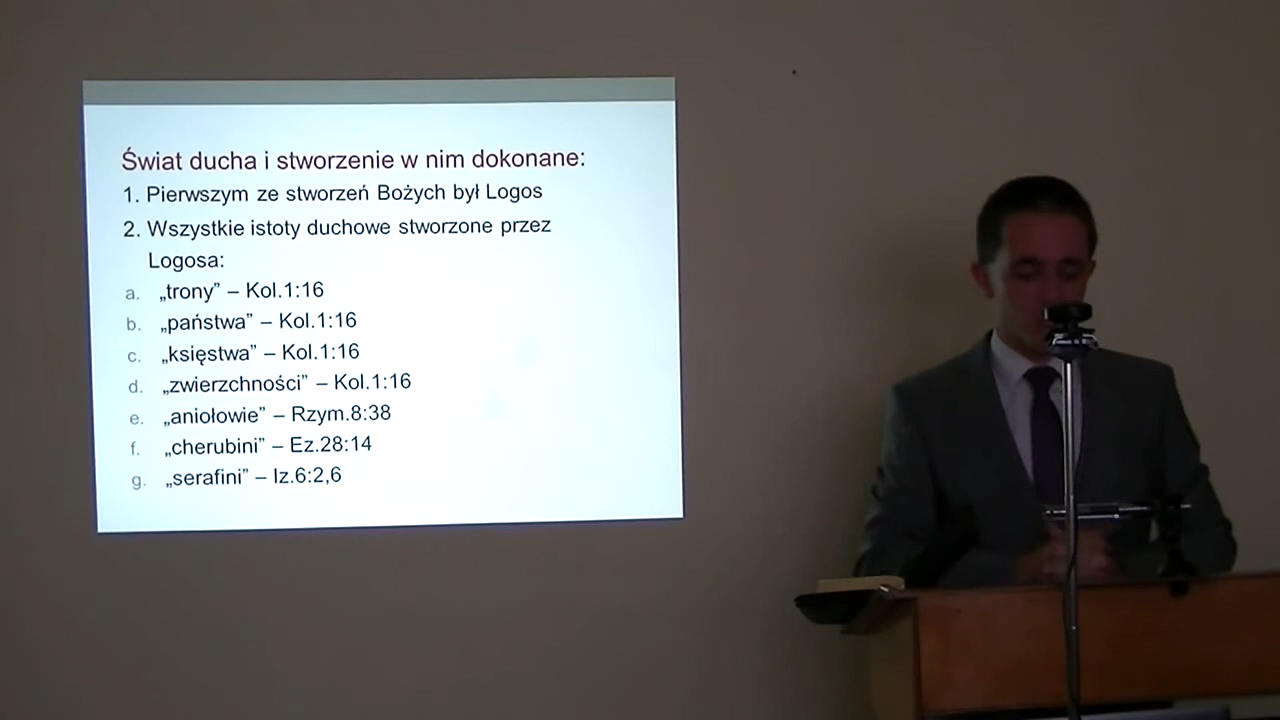 Świat ducha i stworzenie w nim dokonane:
1. Pierwszym ze stworzeń Bożych był Logos
2. Wszystkie istoty duchowe stworzone przez
Logosa:
a. „trony” – Kol.1:16
b. „państwa” – Kol.1:16
c. „księstwa” – Kol.1:16
d. „zwierzchności” – Kol.1:16
e. „aniołowie” – Rzym.8:38
f. „cherubini” – Ez.28:14
g. „serafini” – Iz.6:2,6